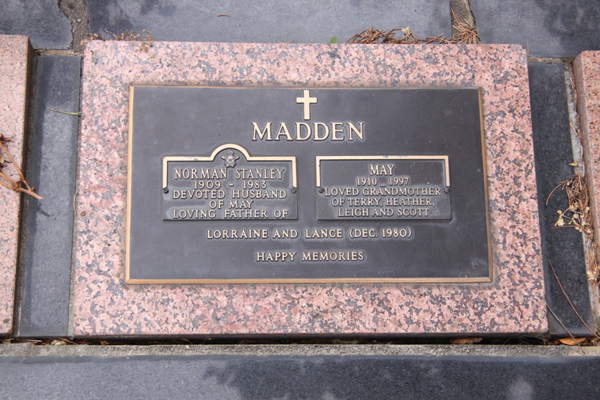 MADDEN
NORMAN STANLEY
1909 - 1983
DEVOTED HUSBAND
OF MAY
LOVING FATHER OF
MAY
1910 - 1997
LOVED GRANDMOTHER
OF TERRY, HEATHER,
LEIGH AND SCOTT
LORRAINE AND LANCE (DEC. 1980)
HAPPY MEMORIES